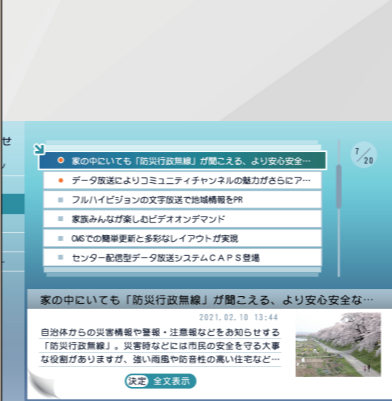 せ
家の中にいても「防災行政無線」が聞こえる、より安心安全…
7/20
データ放送によりコミュニティチャンネルの魅力がさらにア…
フルハイビジョンの文字放送で地域情報をPR
家族みんなが楽しむビデオオンデマンド
CMSでの簡単更新と多彩なレイアウトが実現
センター配信型データ放送システムCAPS登場
家の中にいても「防災行政無線」が聞こえる、より安心安全な…
2021.02.10 13:44
自治体からの災害情報や警報・注意報などをお知らせする
「防災行政無線」。災害時などには市民の安全を守る大事
な役割がありますが、強い雨風や防音性の高い住宅など…
決定 全文表示